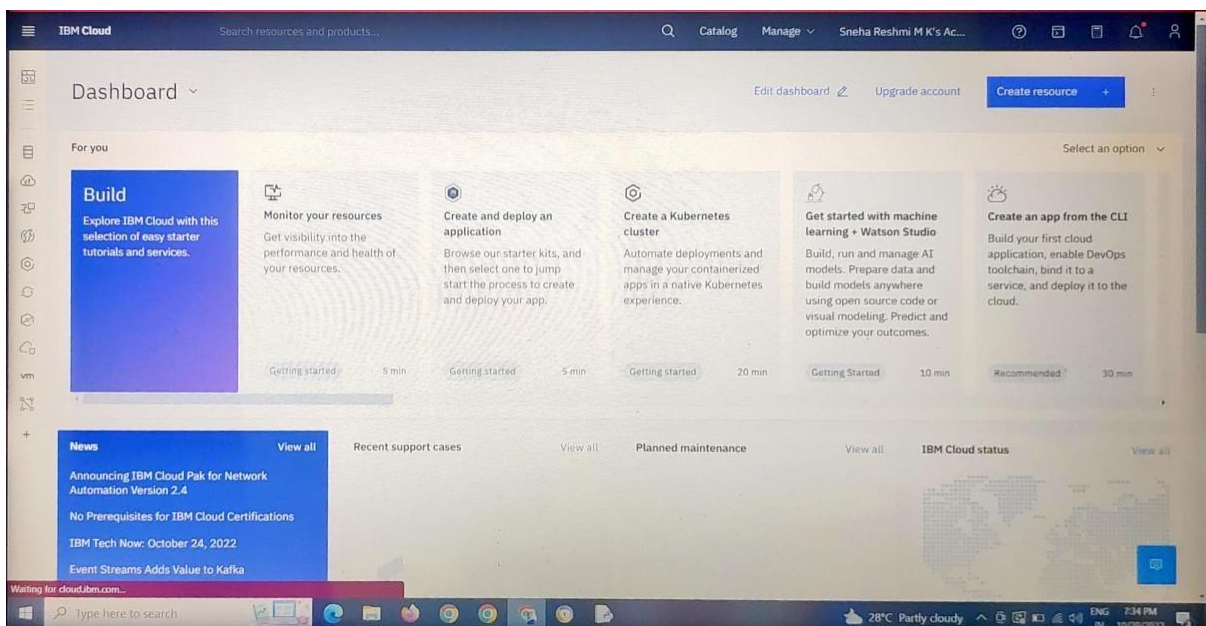 IBM Cloud
Search resources and products...
Catalog
Manage
Sneha Reshmi M K's Ac...
Dashboard
Edit dashboard
Upgrade account
Create resource +
For you
Select an option
Build
Explore IBM Cloud with this
selection of easy starter
tutorials and services.
Monitor your resources
Get visibility into the
performance and health of
your resources.
Getting started
5 min
Create and deploy an
application
Browse our starter kits, and
then select one to jump
start the process to create
and deploy your app.
Getting started
5 min
Create a Kubernetes
cluster
Automate deployments and
manage your containerized
apps in a native Kubernetes
experience.
Getting started
20 min
Get started with machine
learning + Watson Studio
Build, run and manage AI
models. Prepare data and
build models anywhere
using open source code or
visual modeling. Predict and
optimize your outcomes.
Getting Started
10 min
Create an app from the CLI
Build your first cloud
application, enable DevOps
toolchain, bind it to a
service, and deploy it to the
cloud.
Recommended
30 min
vm
News
View all
Announcing IBM Cloud Pak for Network
Automation Version 2.4
No Prerequisites for IBM Cloud Certifications
IBM Tech Now: October 24, 2022
Event Streams Adds Value to Kafka
Recent support cases
View all
Planned maintenance
View all
IBM Cloud status
View all
Waiting for cloud.ibm.com...
Type here to search
28°C Partly cloudy
ENG
7:34 PM